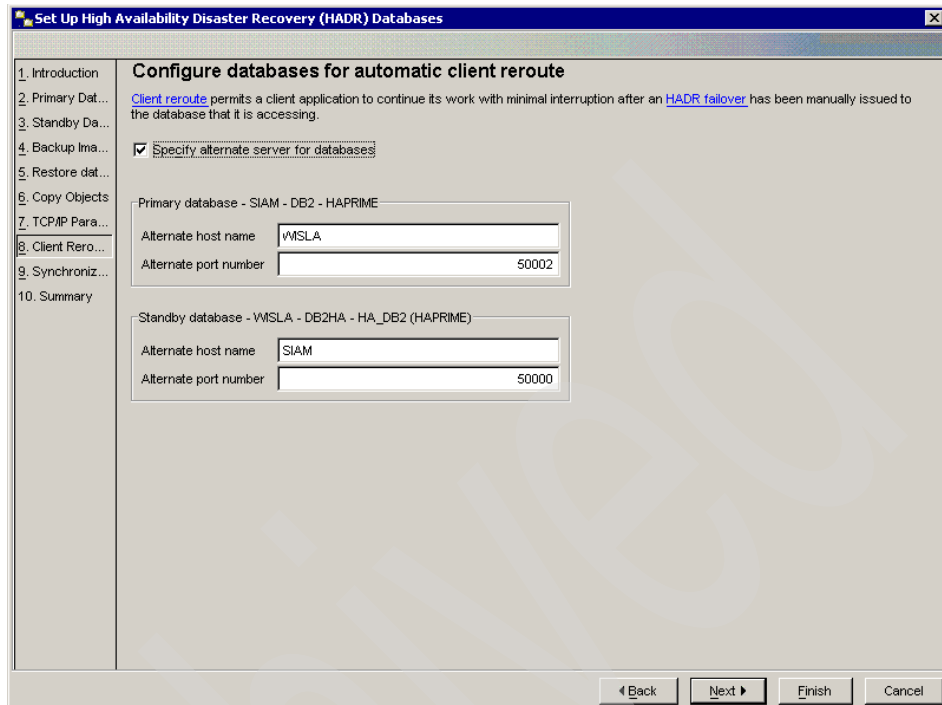 Set Up High Availability Disaster Recovery (HADR) Databases
1. Introduction
2. Primary Dat...
3. Standby Da...
4. Backup Ima...
5. Restore dat...
6. Copy Objects
7. TCP/IP Para...
8. Client Rero...
9. Synchroniz...
10. Summary
Configure databases for automatic client reroute
Client reroute permits a client application to continue its work with minimal interruption after an HADR failover has been manually issued to
the database that it is accessing.
Specify alternate server for databases
Primary database - SIAM - DB2 - HAPRIME
Alternate host name WISLA
Alternate port number 50002
Standby database - WISLA - DB2HA - HA_DB2 (HAPRIME)
Alternate host name SIAM
Alternate port number 50000
Back Next Finish Cancel